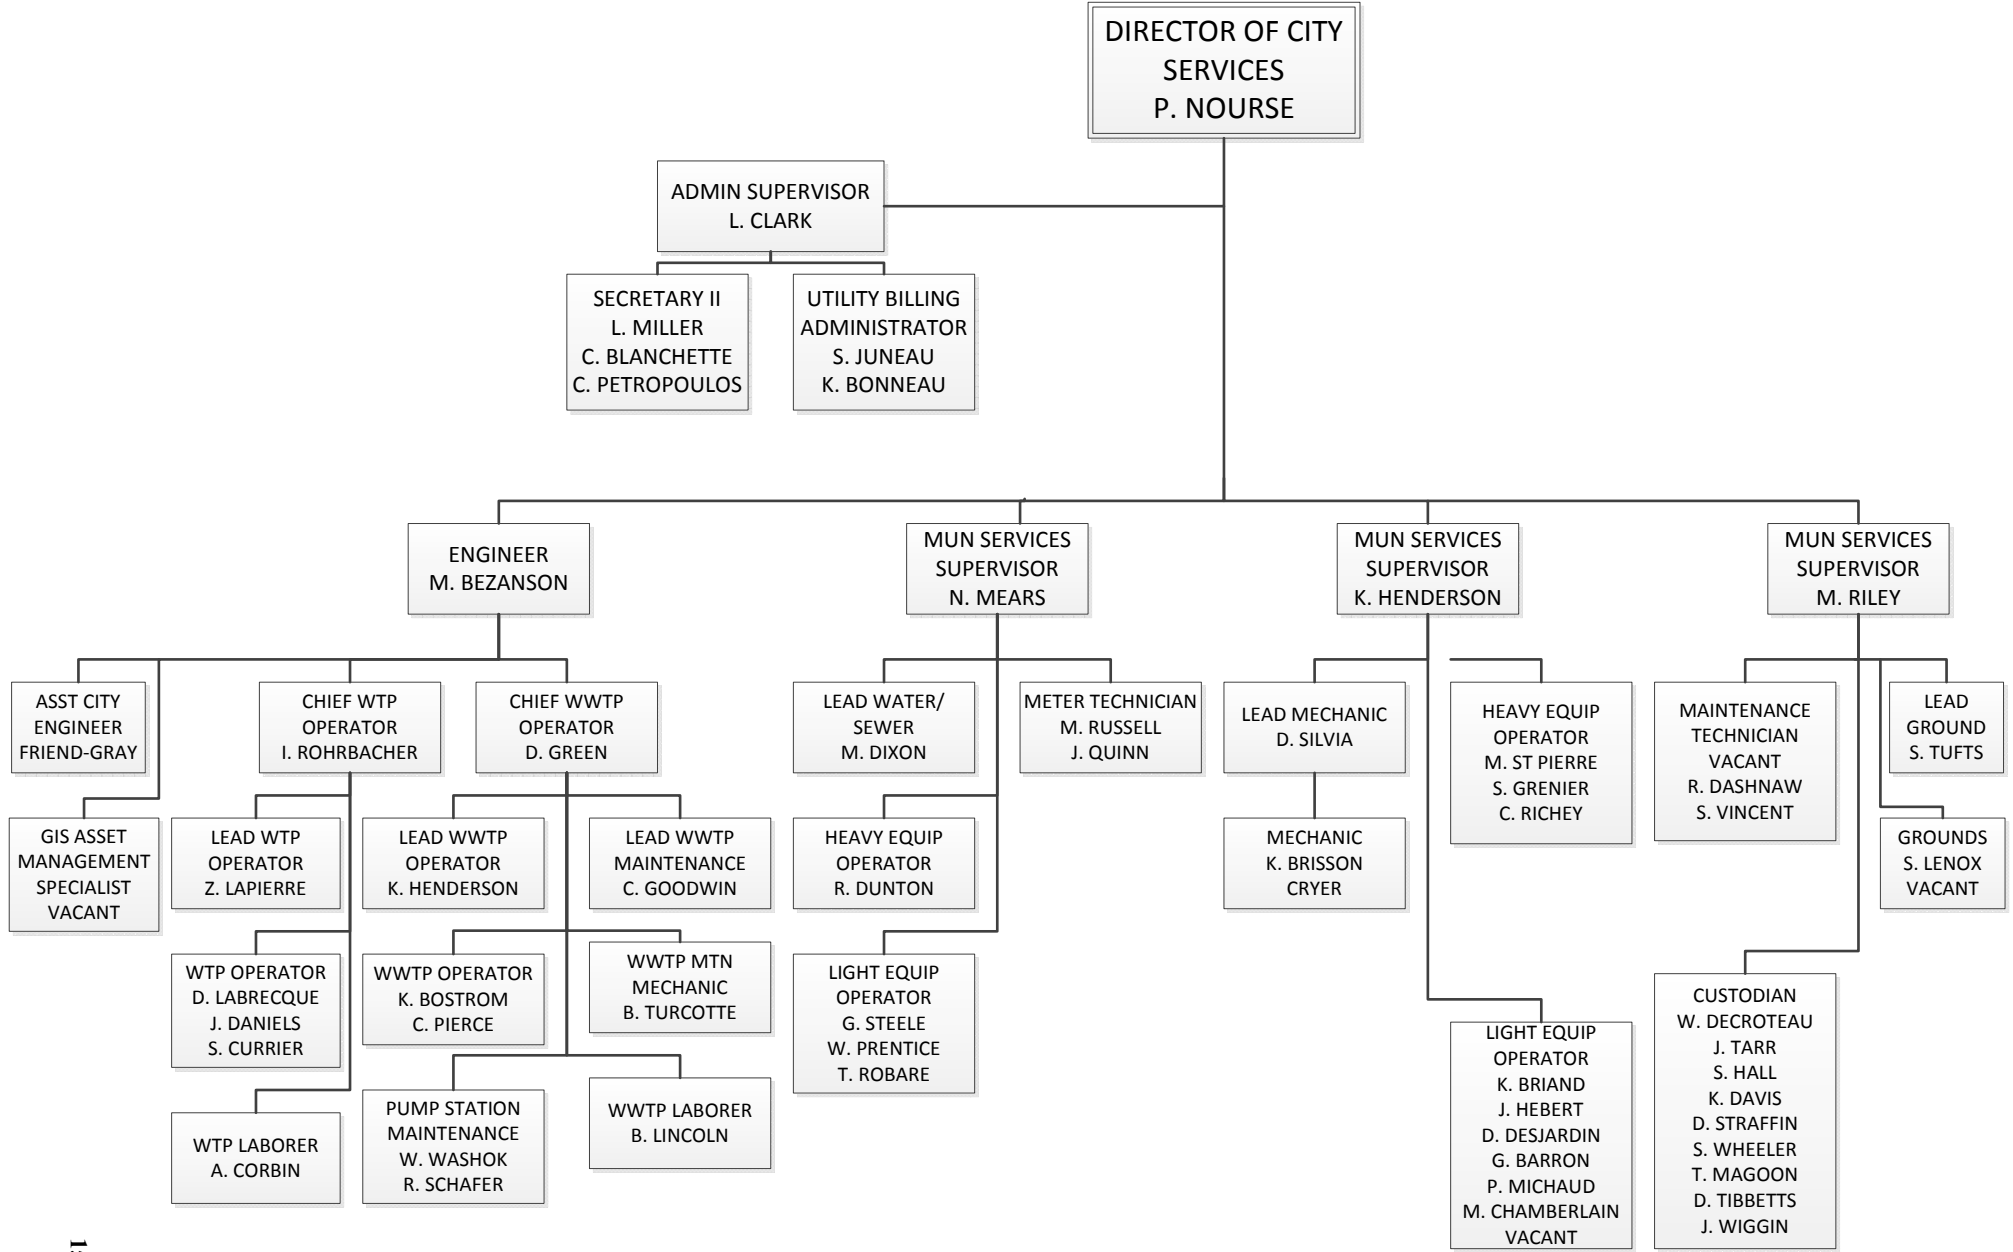 DIRECTOR OF CITY
SERVICES
P. NOURSE
ADMIN SUPERVISOR
L. CLARK
SECRETARY II
L. MILLER
C. BLANCHETTE
C. PETROPOULOS
UTILITY BILLING
ADMINISTRATOR
S. JUNEAU
K. BONNEAU
ENGINEER
M. BEZANSON
MUN SERVICES
SUPERVISOR
N. MEARS
MUN SERVICES
SUPERVISOR
K. HENDERSON
MUN SERVICES
SUPERVISOR
M. RILEY
ASST CITY
ENGINEER
FRIEND-GRAY
CHIEF WTP
OPERATOR
I. ROHRBACHER
CHIEF WWTP
OPERATOR
D. GREEN
LEAD WATER/
SEWER
M. DIXON
METER TECHNICIAN
M. RUSSELL
J. QUINN
LEAD MECHANIC
D. SILVIA
HEAVY EQUIP
OPERATOR
M. ST PIERRE
S. GRENIER
C. RICHEY
MAINTENANCE
TECHNICIAN
VACANT
R. DASHNAW
S. VINCENT
LEAD
GROUND
S. TUFTS
GIS ASSET
MANAGEMENT
SPECIALIST
VACANT
LEAD WTP
OPERATOR
Z. LAPIERRE
LEAD WWTP
OPERATOR
K. HENDERSON
LEAD WWTP
MAINTENANCE
C. GOODWIN
HEAVY EQUIP
OPERATOR
R. DUNTON
MECHANIC
K. BRISSON
CRYER
GROUNDS
S. LENOX
VACANT
WTP OPERATOR
D. LABRECQUE
J. DANIELS
S. CURRIER
WWTP OPERATOR
K. BOSTROM
C. PIERCE
WWTP MTN
MECHANIC
B. TURCOTTE
LIGHT EQUIP
OPERATOR
G. STEELE
W. PRENTICE
T. ROBARE
LIGHT EQUIP
OPERATOR
K. BRIAND
J. HEBERT
D. DESJARDIN
G. BARRON
P. MICHAUD
M. CHAMBERLAIN
VACANT
CUSTODIAN
W. DECROTEAU
J. TARR
S. HALL
K. DAVIS
D. STRAFFIN
S. WHEELER
T. MAGOON
D. TIBBETTS
J. WIGGIN
WTP LABORER
A. CORBIN
PUMP STATION
MAINTENANCE
W. WASHOK
R. SCHAFER
WWTP LABORER
B. LINCOLN